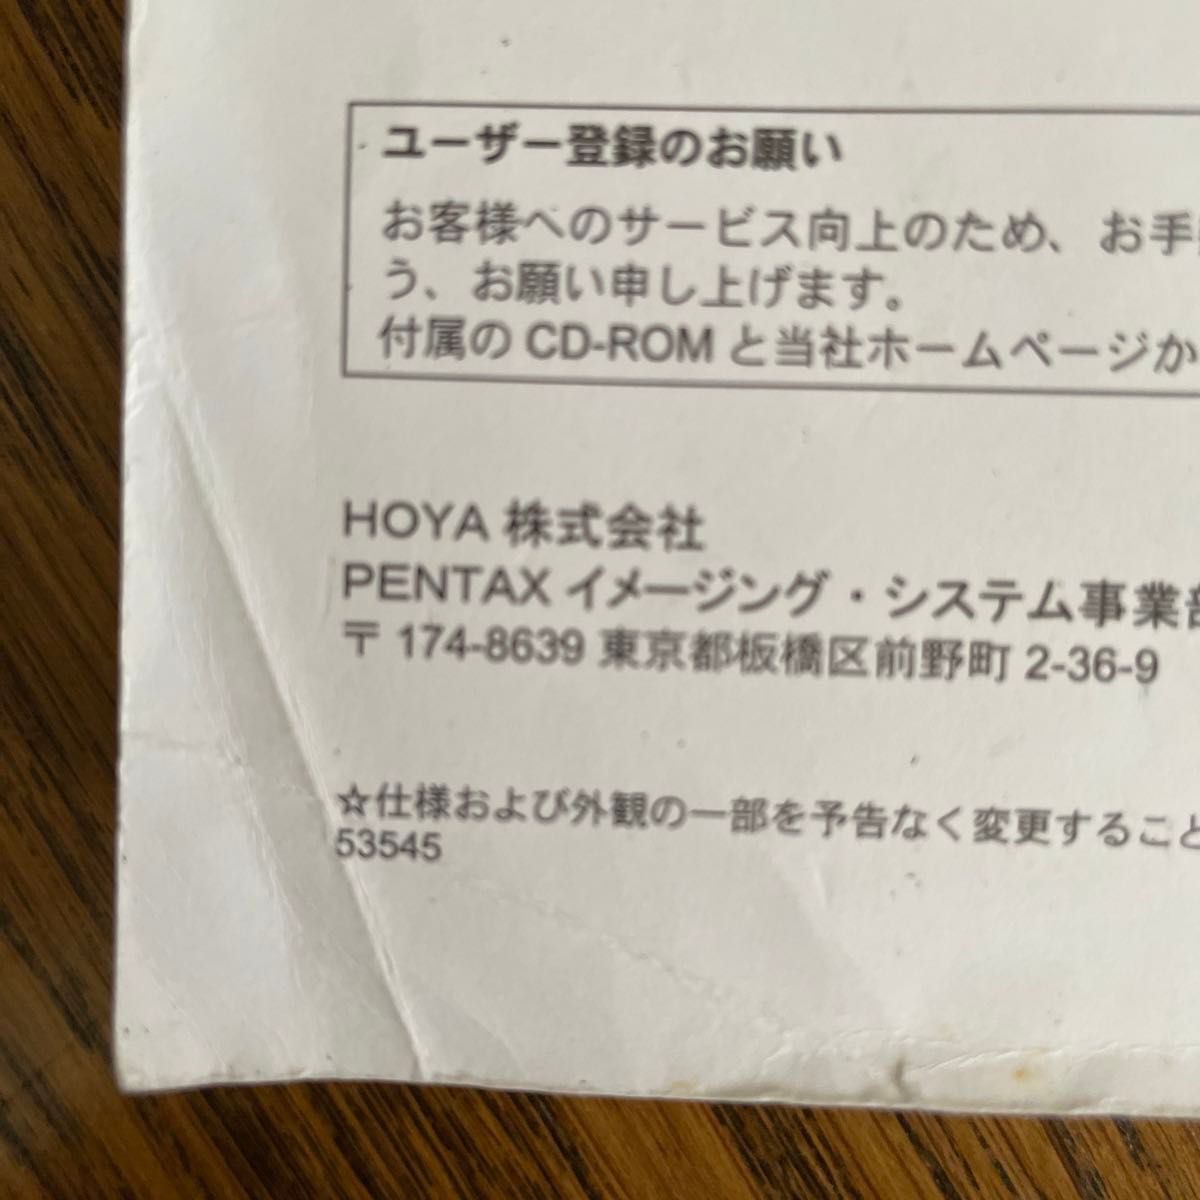 ユーザー登録のお願い
お客様へのサービス向上のため、お手
う、お願い申し上げます。
付属の CD-ROM と当社ホームページか
HOYA 株式会社
PENTAX イメージング・システム事業部
〒 174-8639 東京都板橋区前野町 2-36-9
☆仕様および外観の一部を予告なく変更すること
53545